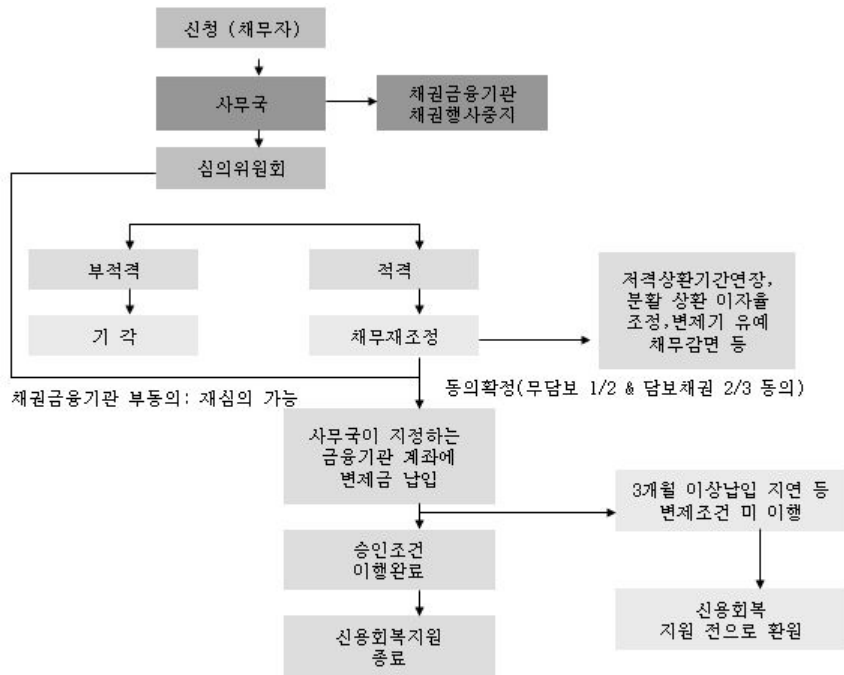 신청 (채무자)
사무국
채권금융기관
채권행사중지
심의위원회
부적격
적격
저격상환기간연장,
분활 상환 이자율
조정,변제기 유예
채무감면 등
기 각
채무재조정
채권금융기관 부동의: 재심의 가능
동의확정(무담보 1/2 & 담보채권 2/3 동의)
사무국이 지정하는
금융기관 계좌에
변제금 납입
3개월 이상납입 지연 등
변제조건 미 이행
승인조건
이행완료
신용회복
지원 전으로 환원
신용회복지원
종료